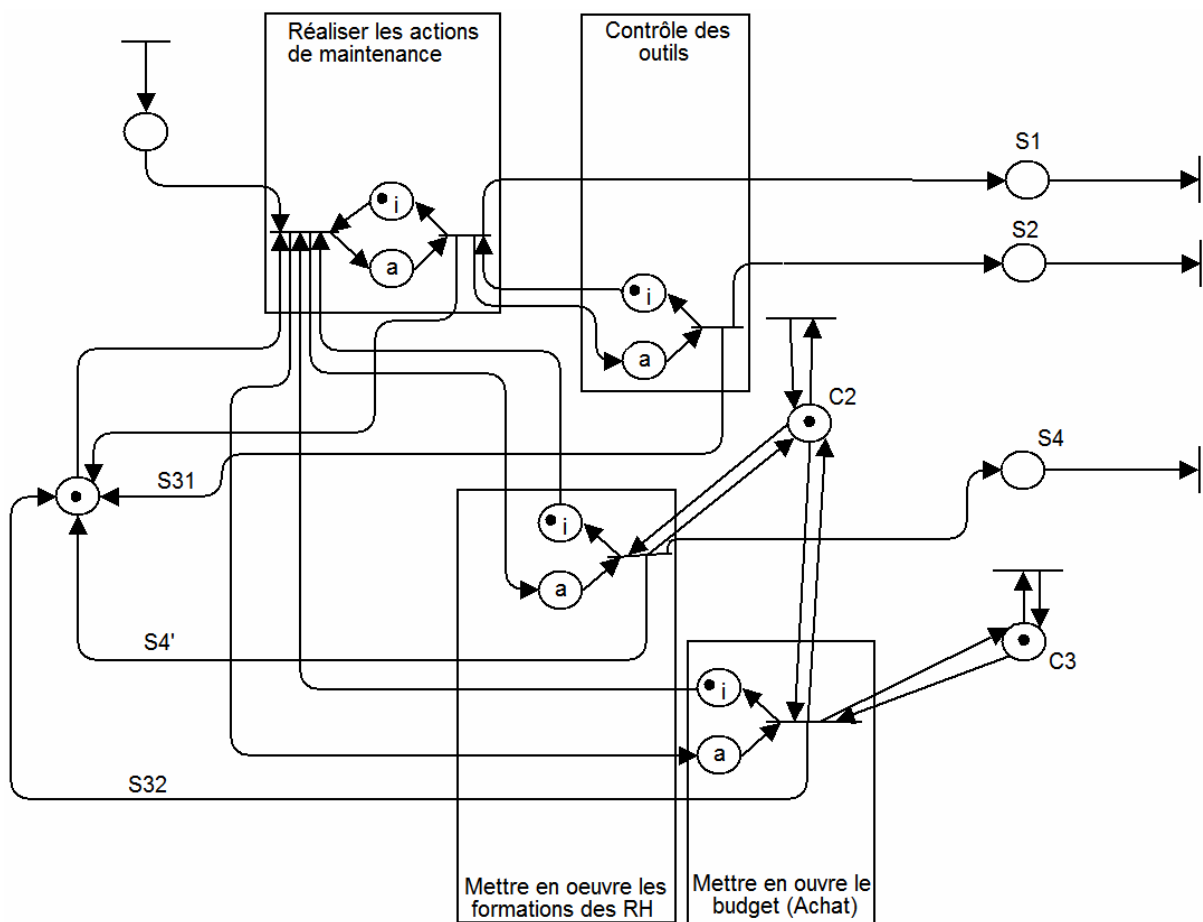 Réaliser les actions
de maintenance
Contrôle des
outils
S1
i
S2
a
i
a
C2
S4
S31
i
a
S4'
C3
i
a
S32
Mettre en oeuvre les
formations des RH
Mettre en ouvre le
budget (Achat)